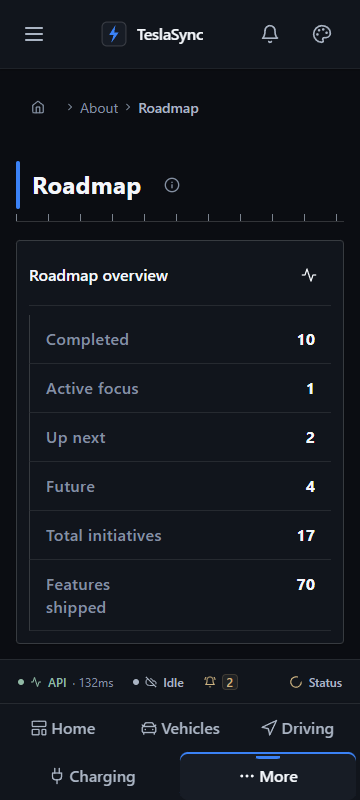 TeslaSync
About
Roadmap
Roadmap
Roadmap overview
Completed 10
Active focus 1
Up next 2
Future 4
Total initiatives 17
Features
shipped 70
API · 132ms Idle 2 Status
Home Vehicles Driving
Charging More